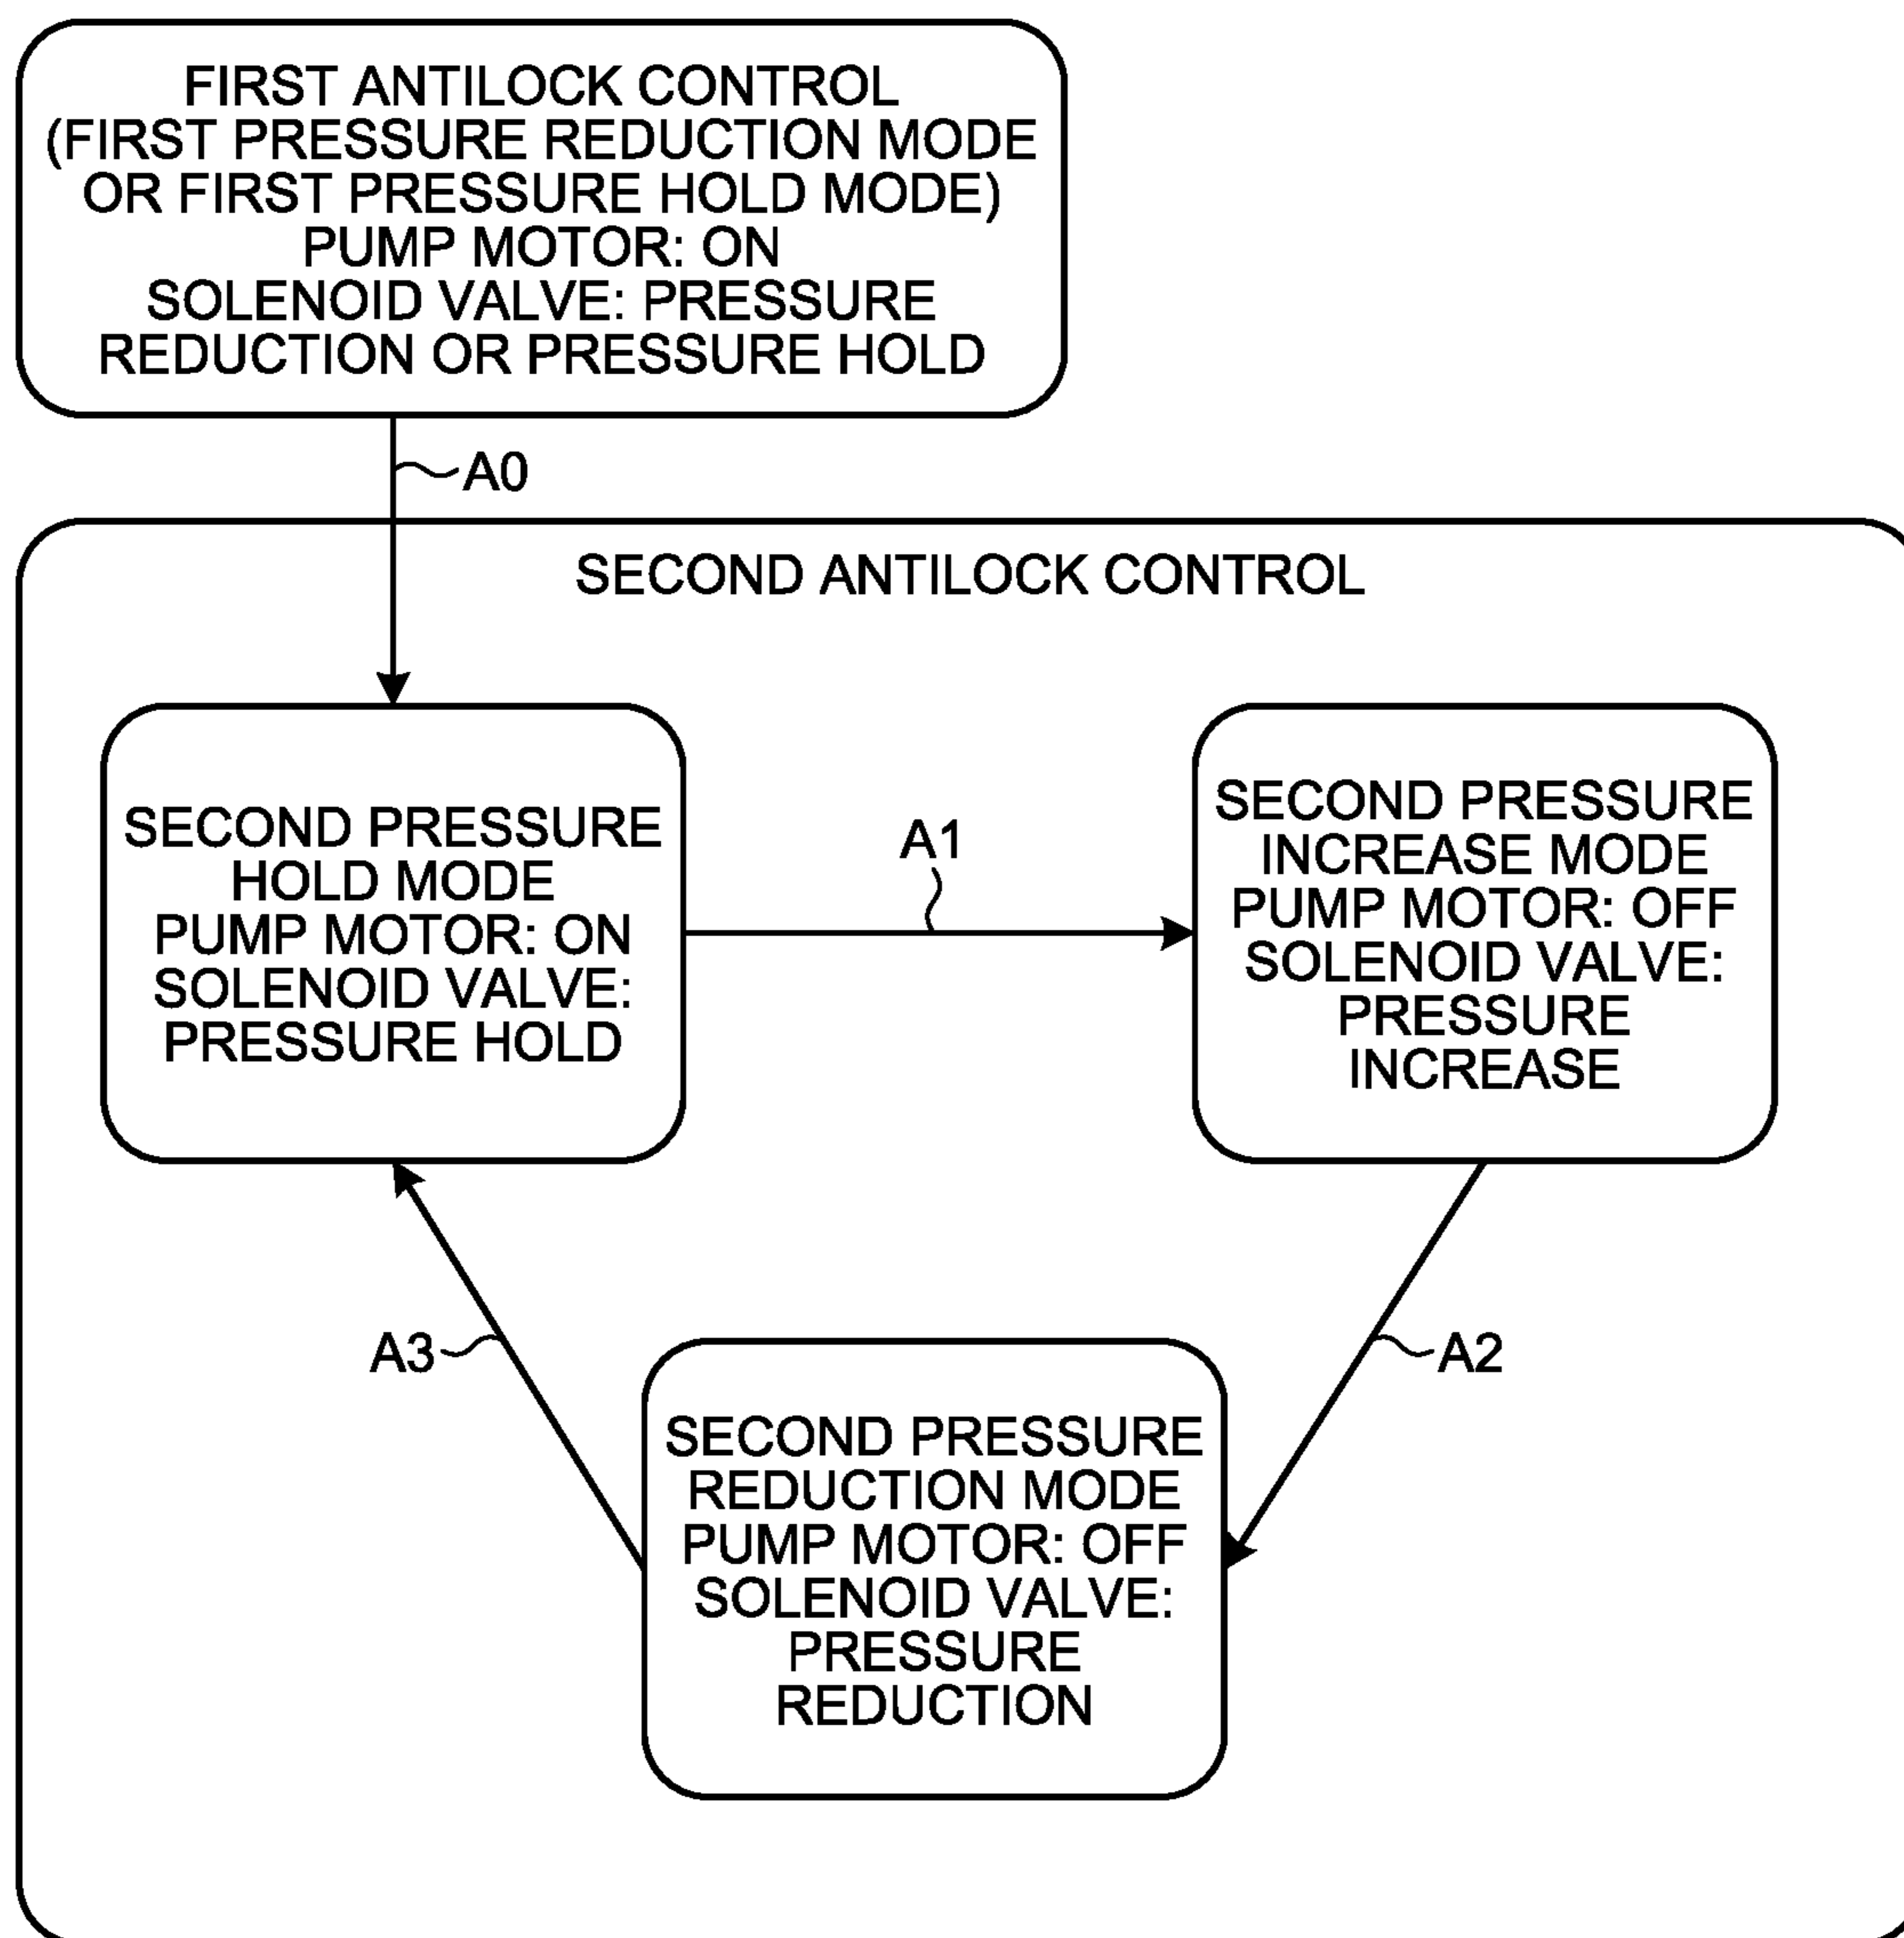 FIRST ANTILOCK CONTROL
(FIRST PRESSURE REDUCTION MODE
OR FIRST PRESSURE HOLD MODE)
PUMP MOTOR: ON
SOLENOID VALVE: PRESSURE
REDUCTION OR PRESSURE HOLD
A0
SECOND ANTILOCK CONTROL
SECOND PRESSURE
HOLD MODE
PUMP MOTOR: ON
SOLENOID VALVE:
PRESSURE HOLD
A1
SECOND PRESSURE
INCREASE MODE
PUMP MOTOR: OFF
SOLENOID VALVE:
PRESSURE
INCREASE
A3
A2
SECOND PRESSURE
REDUCTION MODE
PUMP MOTOR: OFF
SOLENOID VALVE:
PRESSURE
REDUCTION